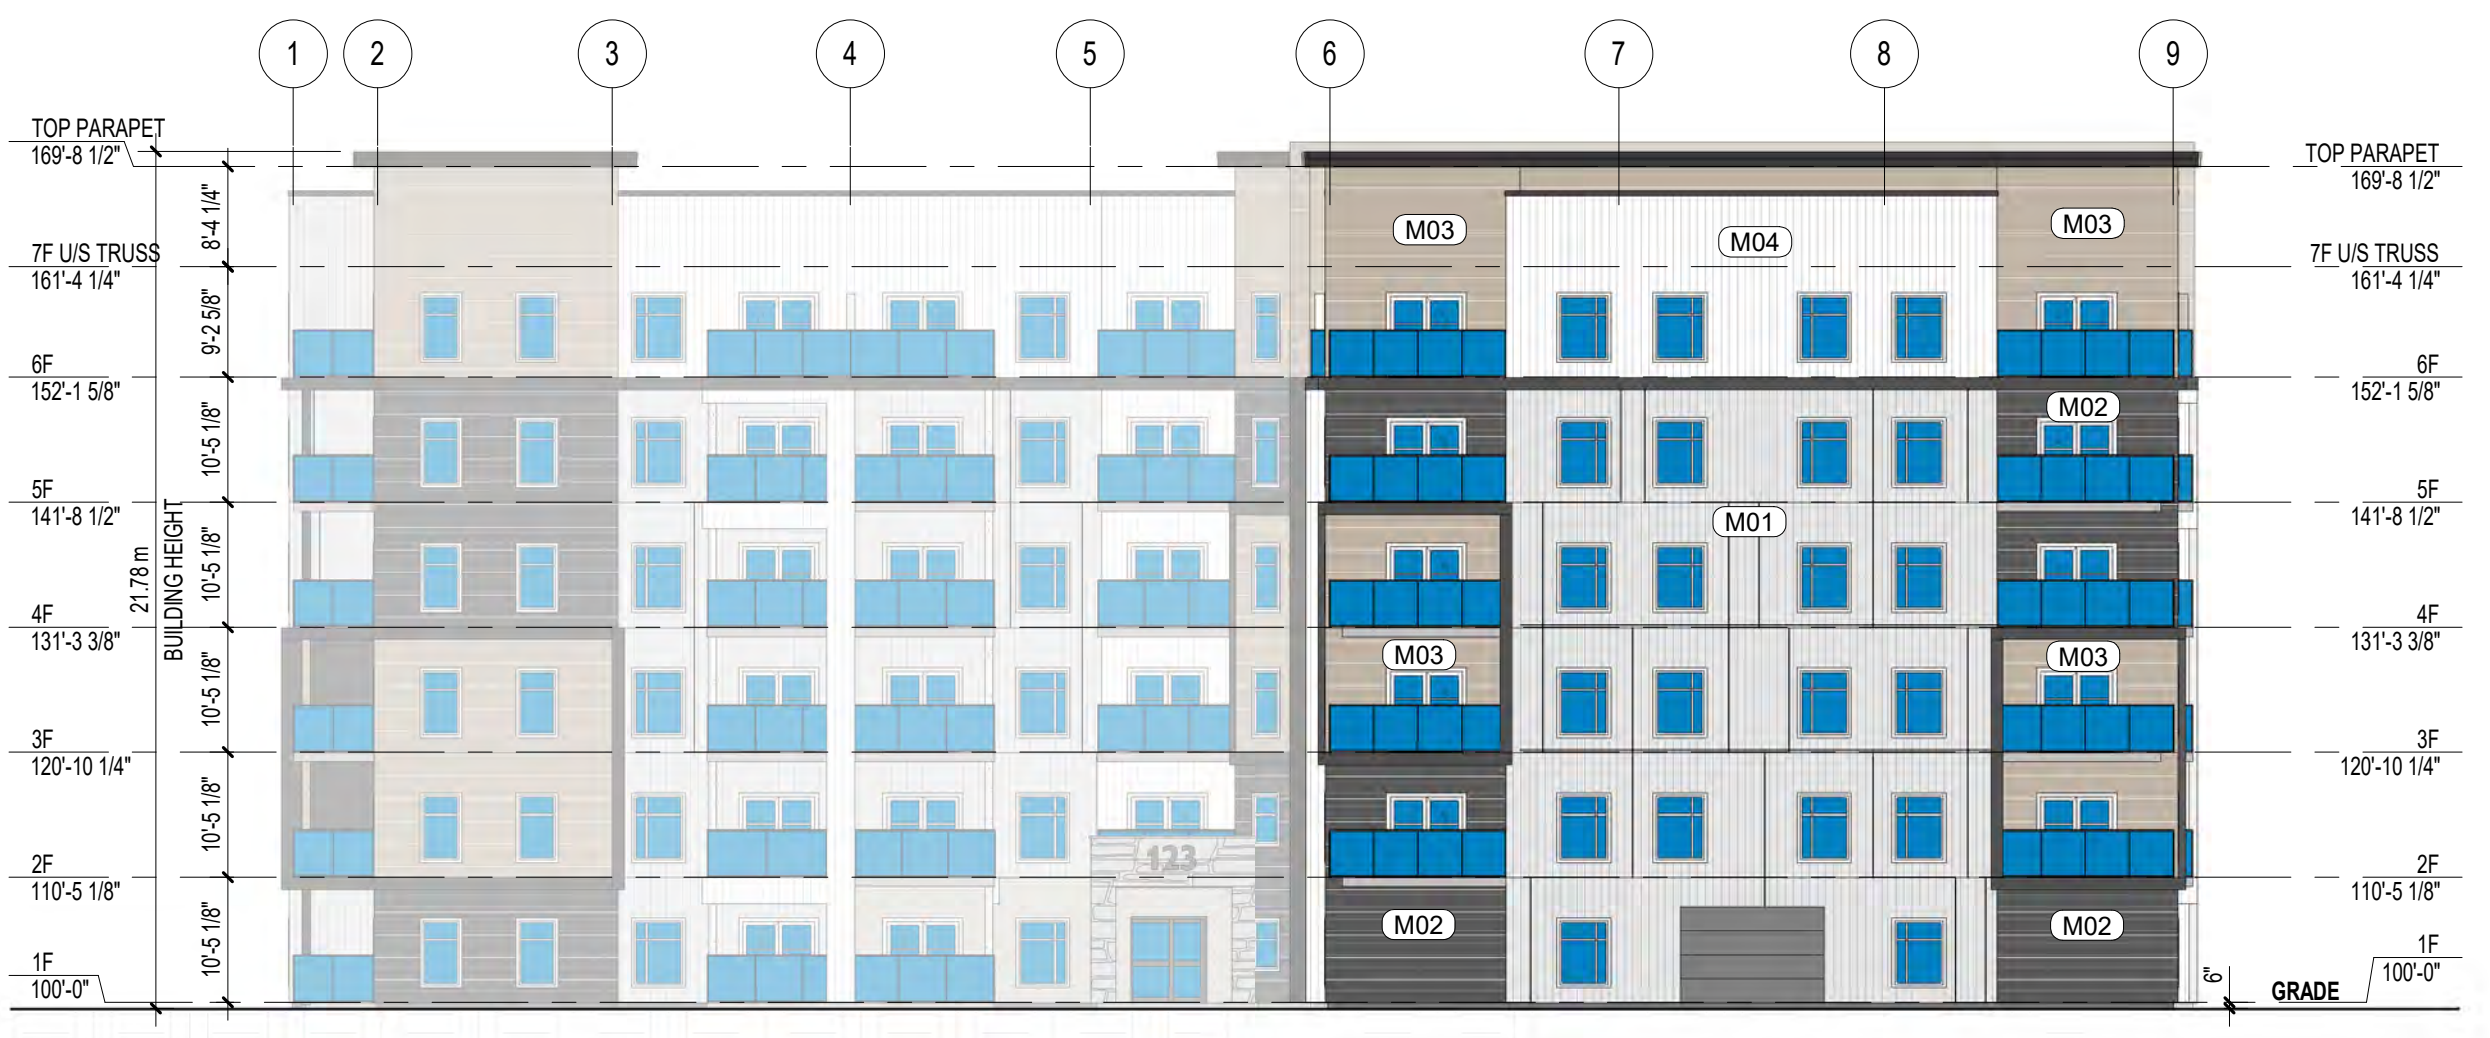 1 2 3 4 5 6 7 8 9
TOP PARAPET
169'-8 1/2"
7F U/S TRUSS
161'-4 1/4"
6F
152'-1 5/8"
5F
141'-8 1/2"
4F
131'-3 3/8"
3F
120'-10 1/4"
2F
110'-5 1/8"
1F
100'-0"
21.78 m
BUILDING HEIGHT
8'-4 1/4"
9'-2 5/8"
10'-5 1/8"
10'-5 1/8"
10'-5 1/8"
10'-5 1/8"
10'-5 1/8"
123
M03
M04
M03
M02
M01
M03
M03
M02
M02
TOP PARAPET
169'-8 1/2"
7F U/S TRUSS
161'-4 1/4"
6F
152'-1 5/8"
5F
141'-8 1/2"
4F
131'-3 3/8"
3F
120'-10 1/4"
2F
110'-5 1/8"
1F
100'-0"
6"
GRADE